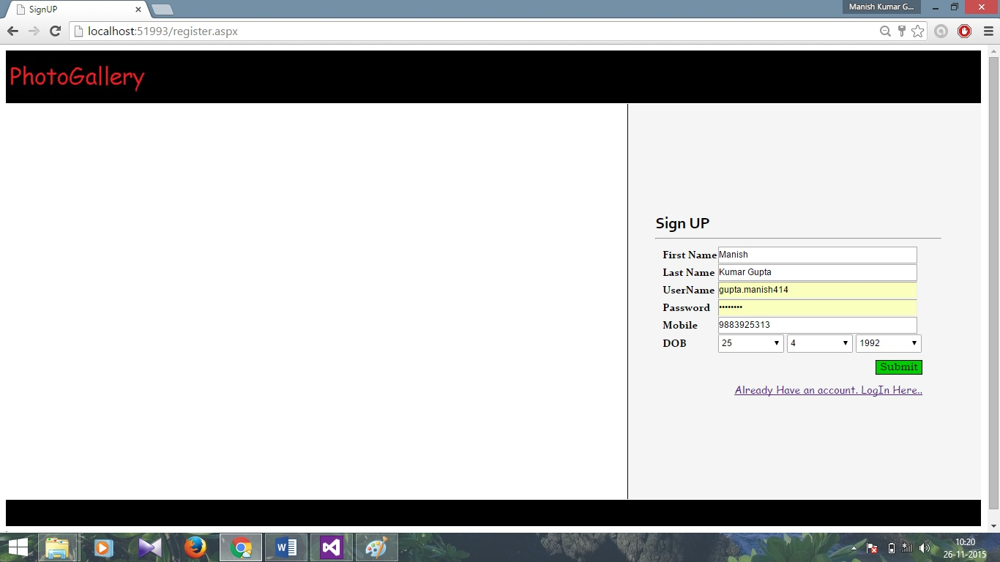 SignUP
Manish Kumar G...
localhost:51993/register.aspx
PhotoGallery
Sign UP
First Name Manish
Last Name Kumar Gupta
UserName gupta.manish414
Password ••••••••
Mobile 9883925313
DOB 25 4 1992
Submit
Already Have an account. LogIn Here..
10:20
26-11-2015